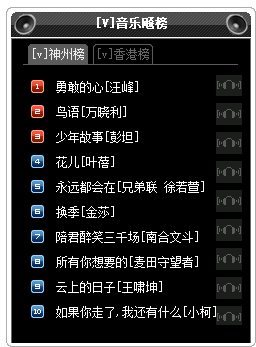 [v]音乐飚榜
[v]神州榜 [v]香港榜
1 勇敢的心[汪峰]
2 鸟语[万晓利]
3 少年故事[彭坦]
4 花儿[叶蓓]
5 永远都会在[兄弟联 徐若萱]
6 换季[金莎]
7 陪君醉笑三千场[南合文斗]
8 所有你想要的[麦田守望者]
9 云上的日子[王啸坤]
10 如果你走了,我还有什么[小柯]